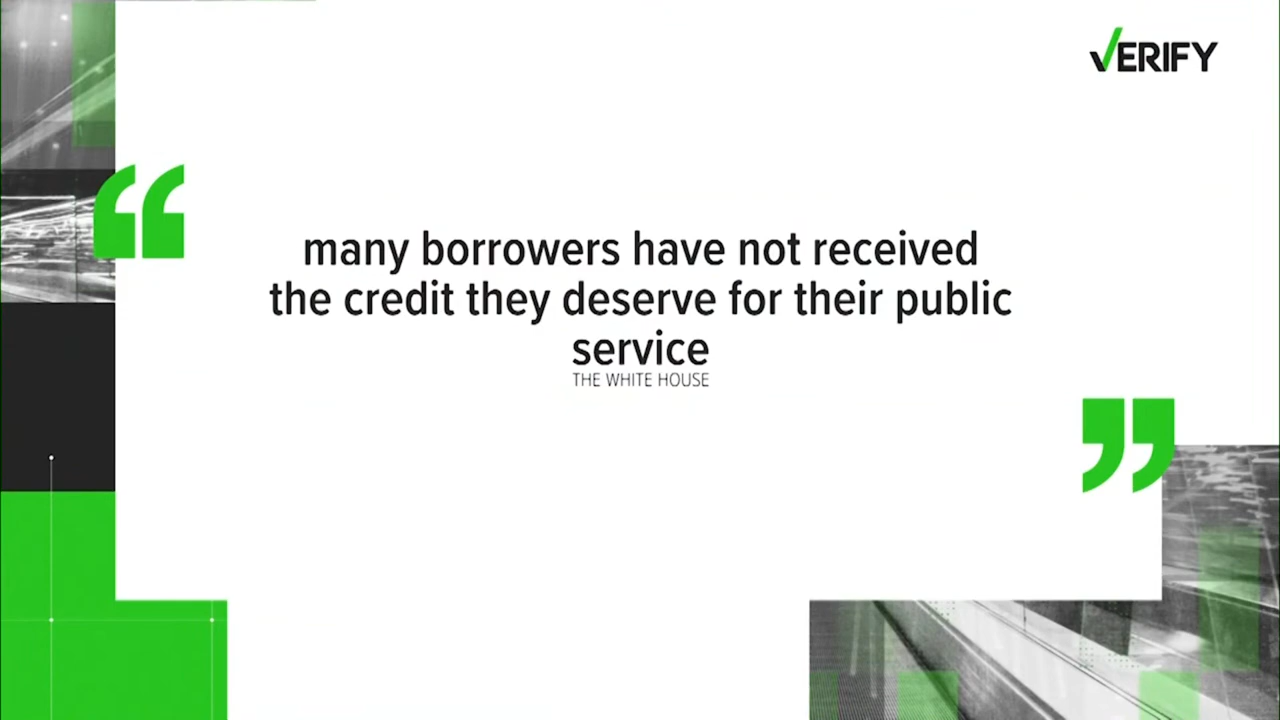 VERIFY
“
many borrowers have not received
the credit they deserve for their public
service
THE WHITE HOUSE
”